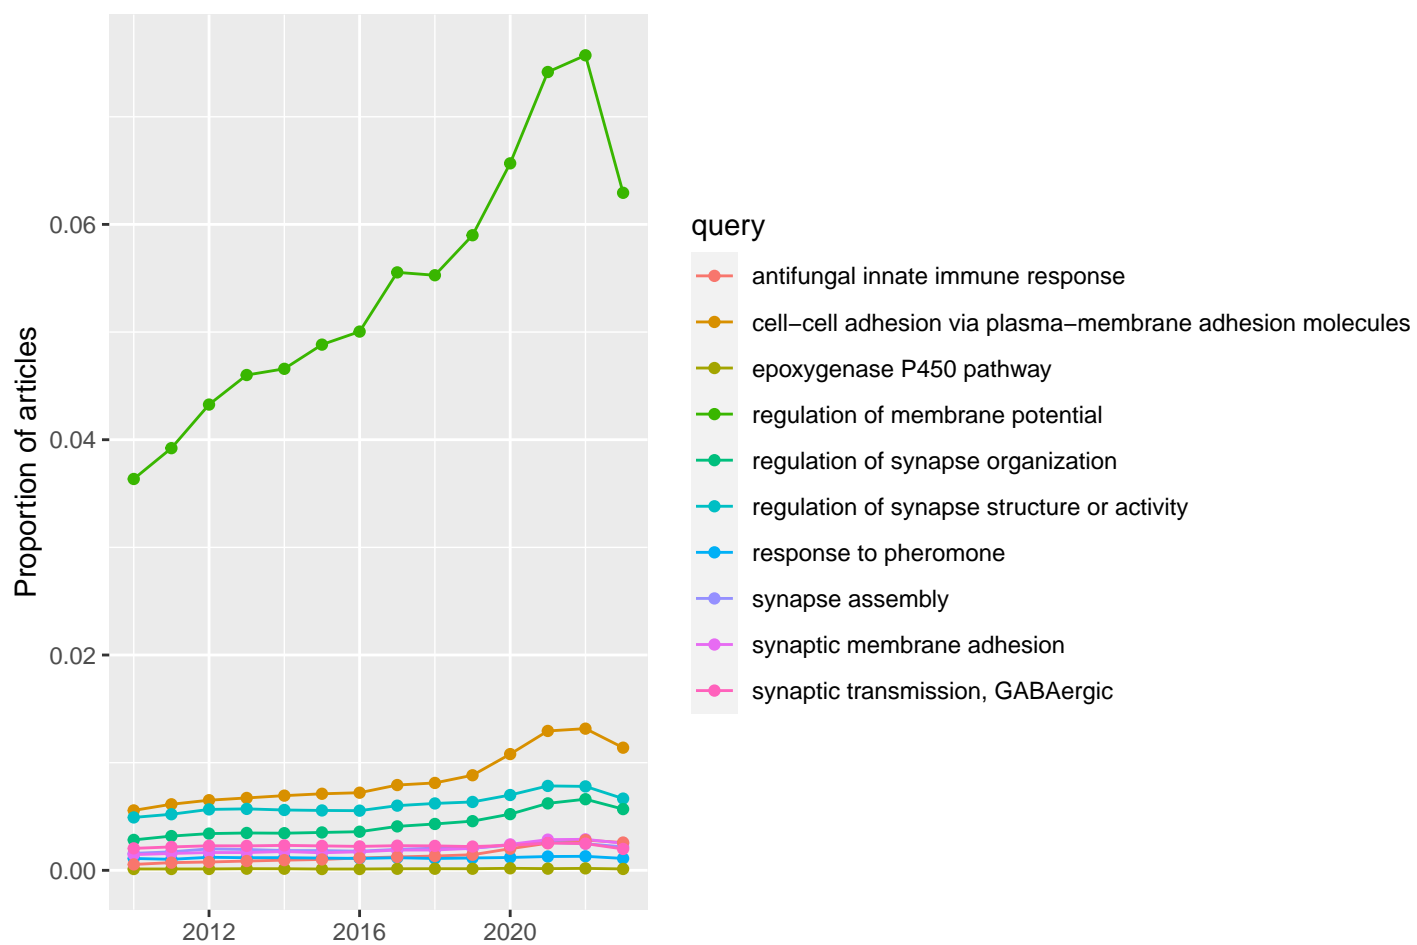 Proportion of articles
0.06
0.04
0.02
0.00
2012 2016 2020
query
antifungal innate immune response
cell−cell adhesion via plasma−membrane adhesion molecules
epoxygenase P450 pathway
regulation of membrane potential
regulation of synapse organization
regulation of synapse structure or activity
response to pheromone
synapse assembly
synaptic membrane adhesion
synaptic transmission, GABAergic